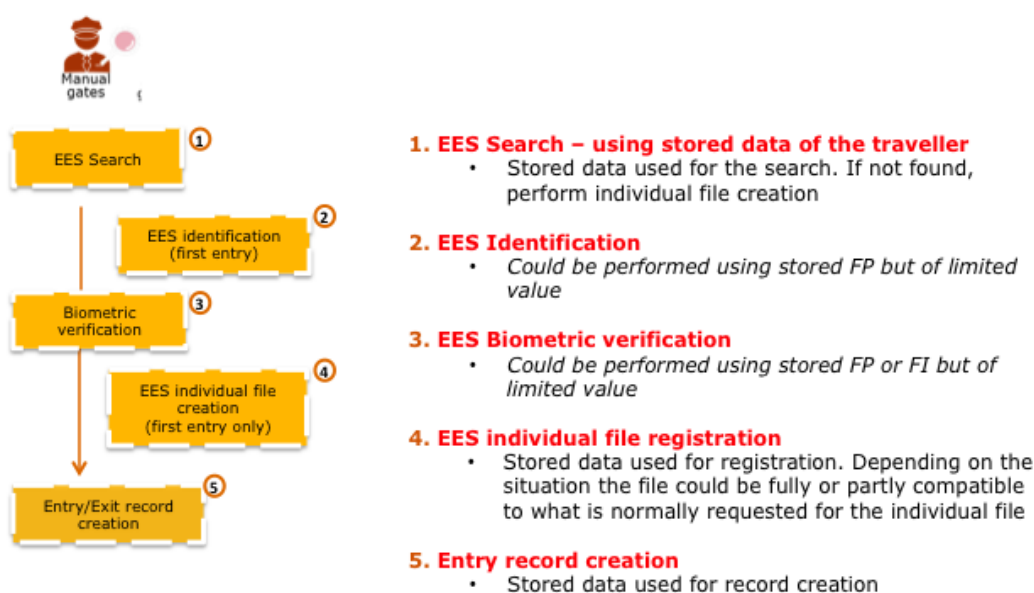 Manual
gates
1
EES Search
2
EES identification
(first entry)
3
Biometric
verification
4
EES individual file
creation
(first entry only)
5
Entry/Exit record
creation
1. EES Search – using stored data of the traveller
• Stored data used for the search. If not found,
perform individual file creation
2. EES Identification
• Could be performed using stored FP but of limited
value
3. EES Biometric verification
• Could be performed using stored FP or FI but of
limited value
4. EES individual file registration
• Stored data used for registration. Depending on the
situation the file could be fully or partly compatible
to what is normally requested for the individual file
5. Entry record creation
• Stored data used for record creation